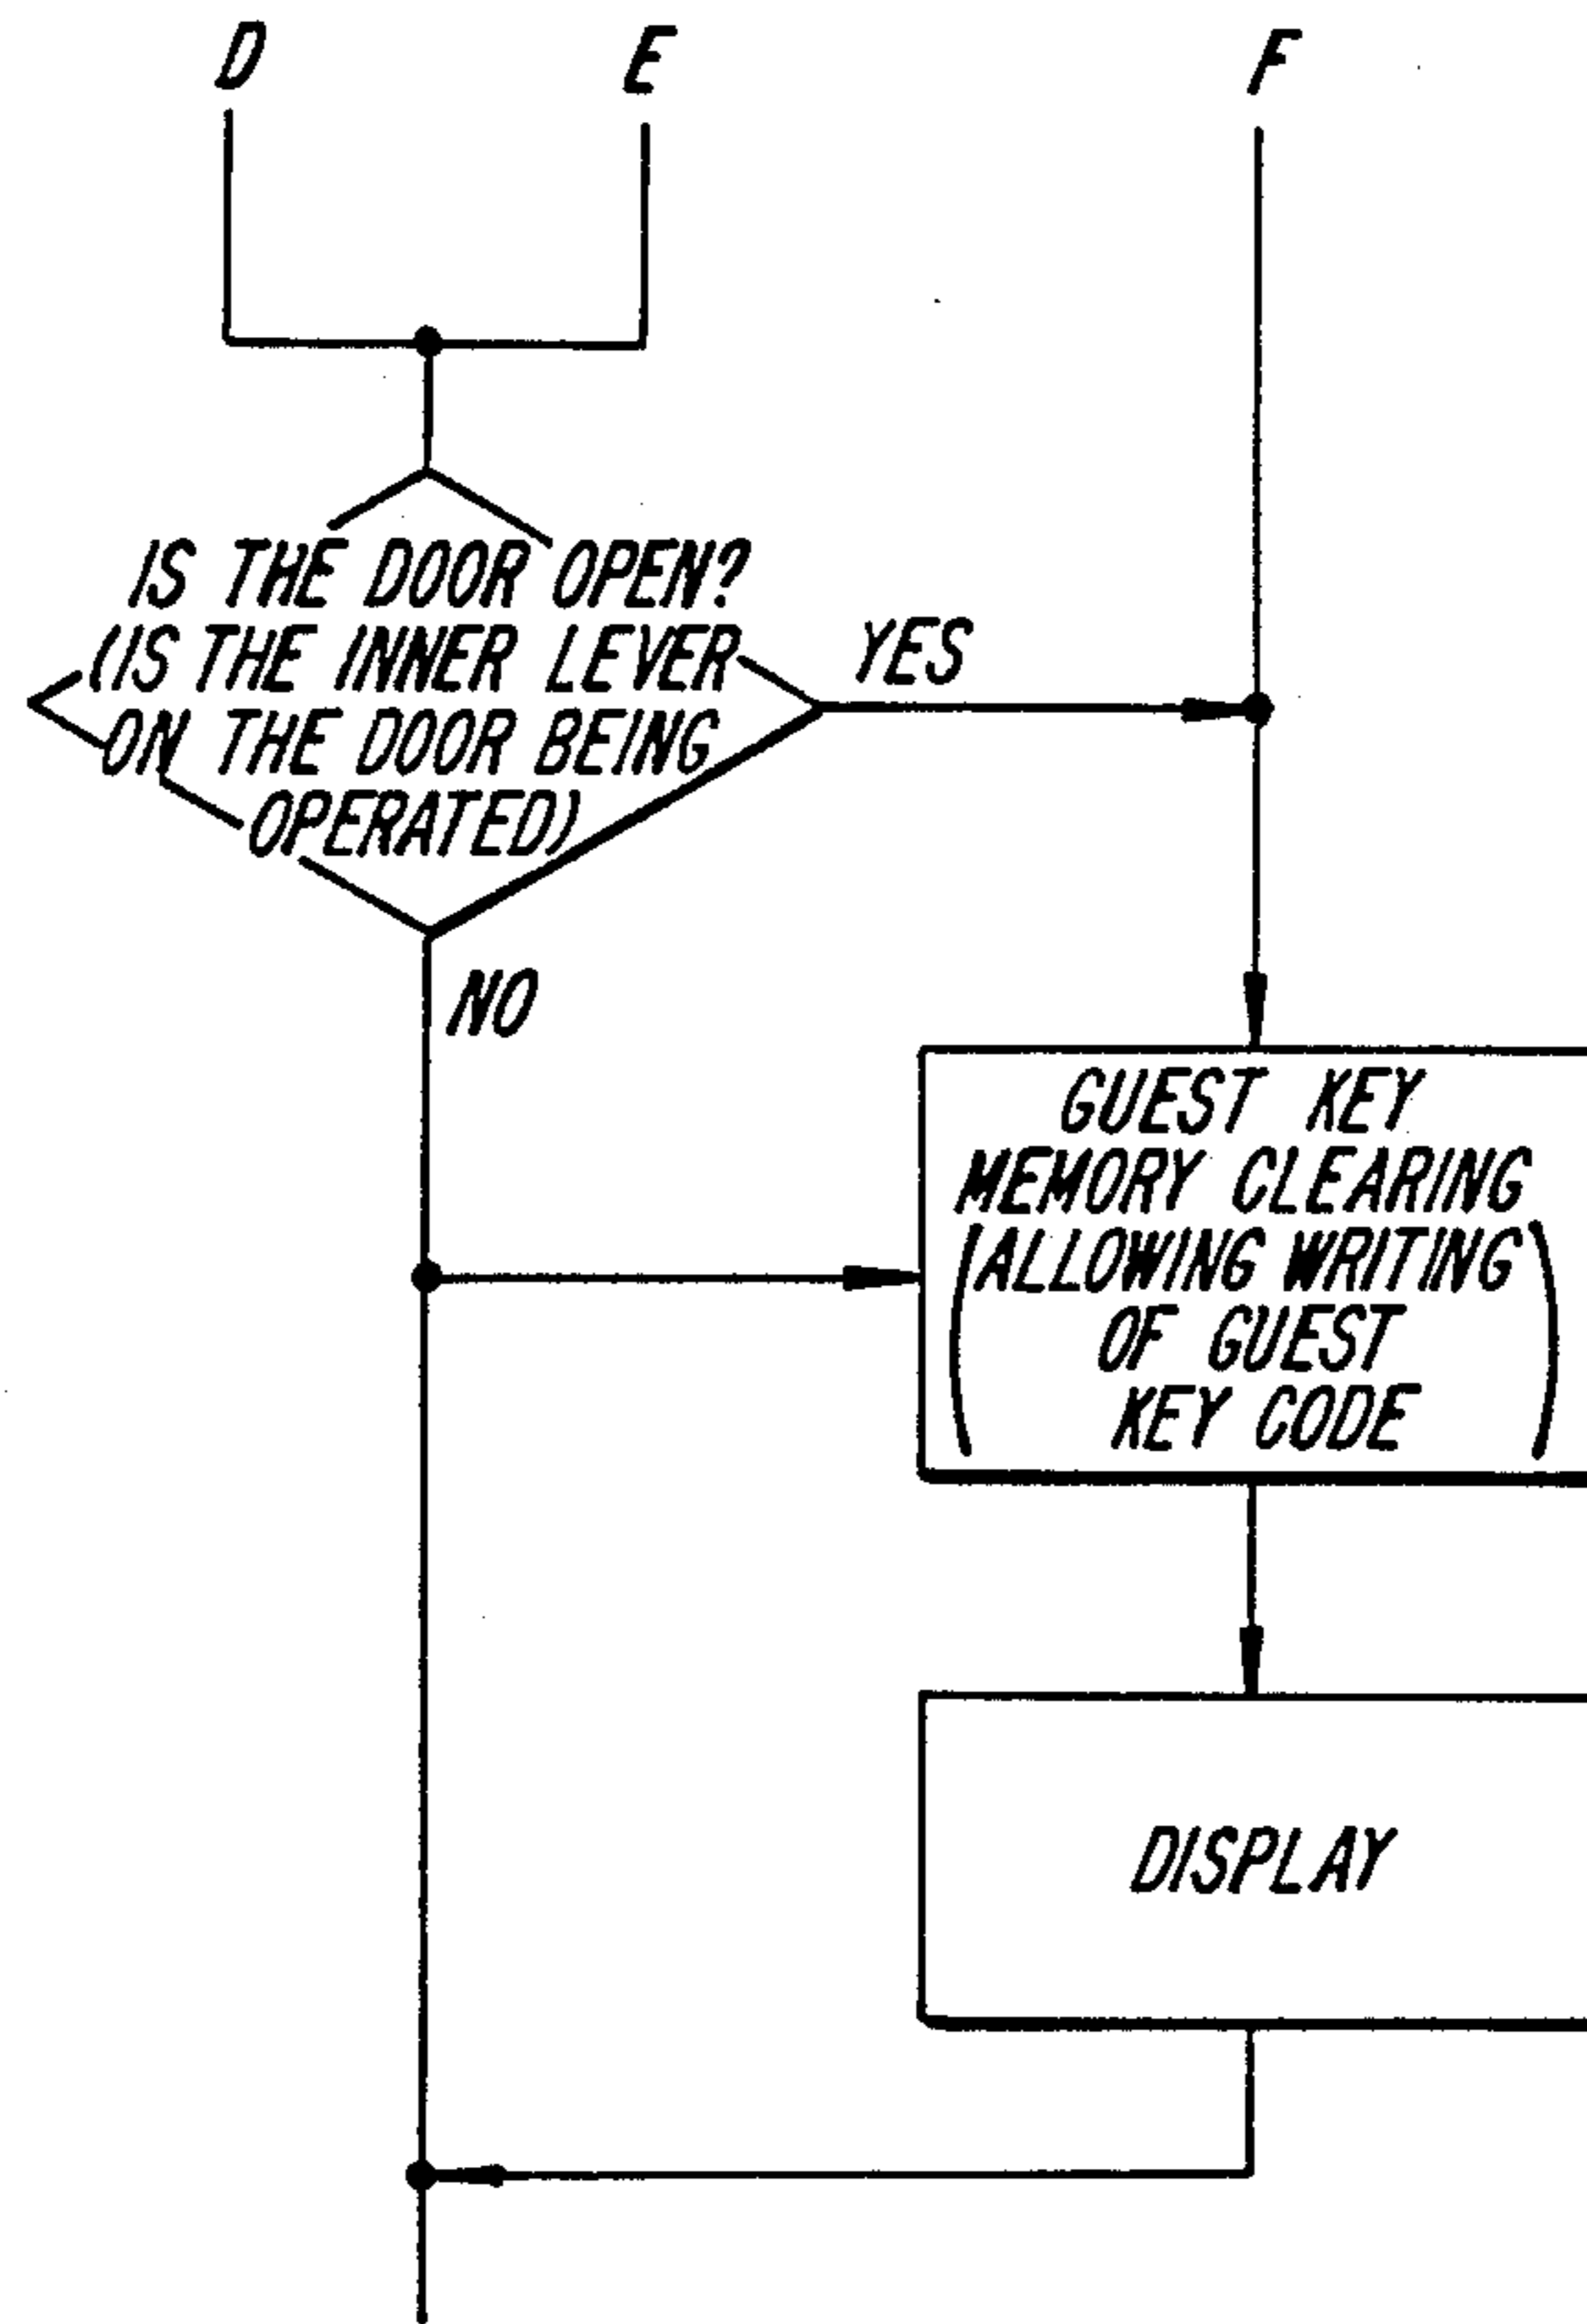 D
E
F
IS THE DOOR OPEN?
(IS THE INNER LEVER
ON THE DOOR BEING
OPERATED)
YES
NO
GUEST KEY
MEMORY CLEARING
(ALLOWING WRITING
OF GUEST
KEY CODE)
DISPLAY